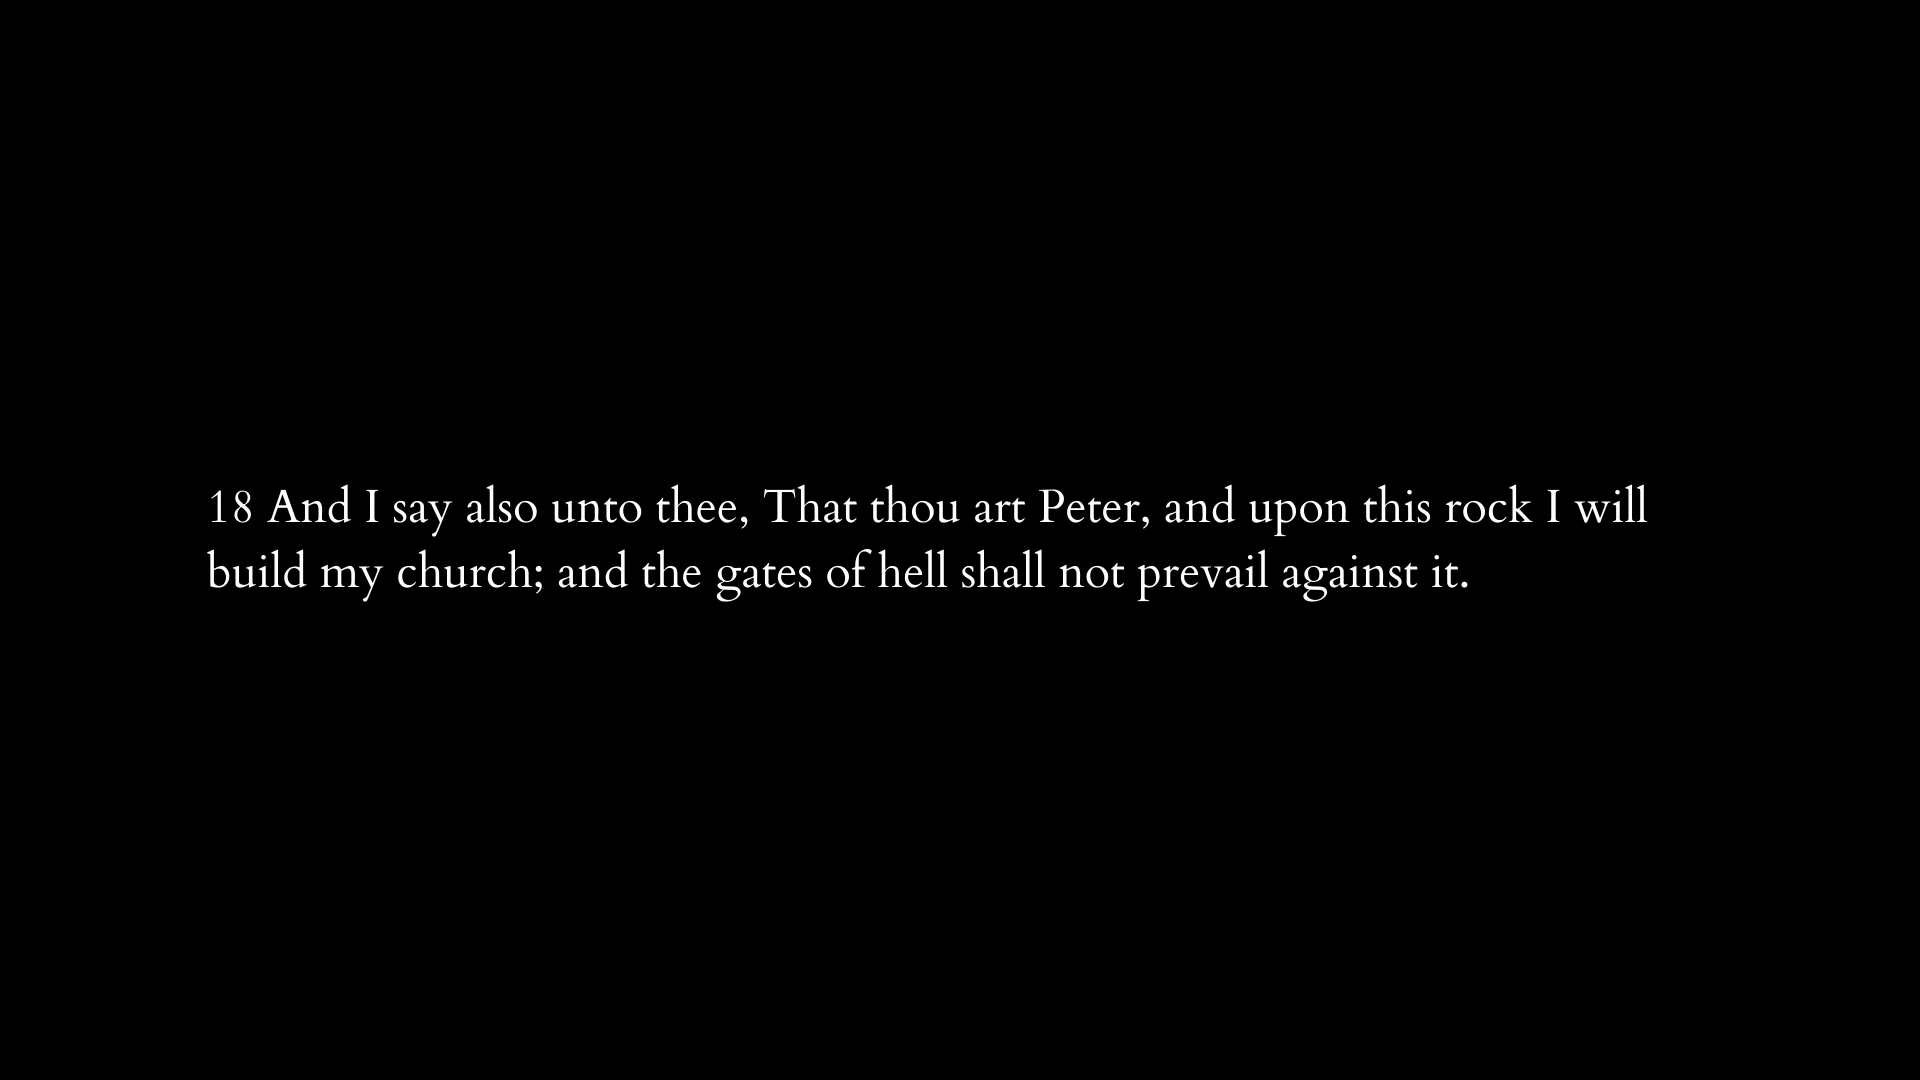 18 And I say also unto thee, That thou art Peter, and upon this rock I will
build my church; and the gates of hell shall not prevail against it.